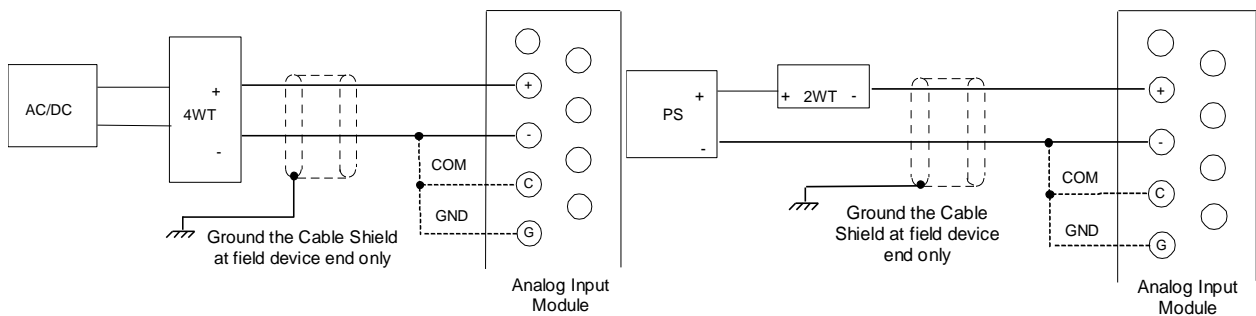 AC/DC
4WT
+
-
+
-
COM
C
GND
G
Ground the Cable Shield
at field device end only
Analog Input
Module
PS
+
-
+ 2WT -
+
-
COM
C
GND
G
Ground the Cable
Shield at field device
end only
Analog Input
Module